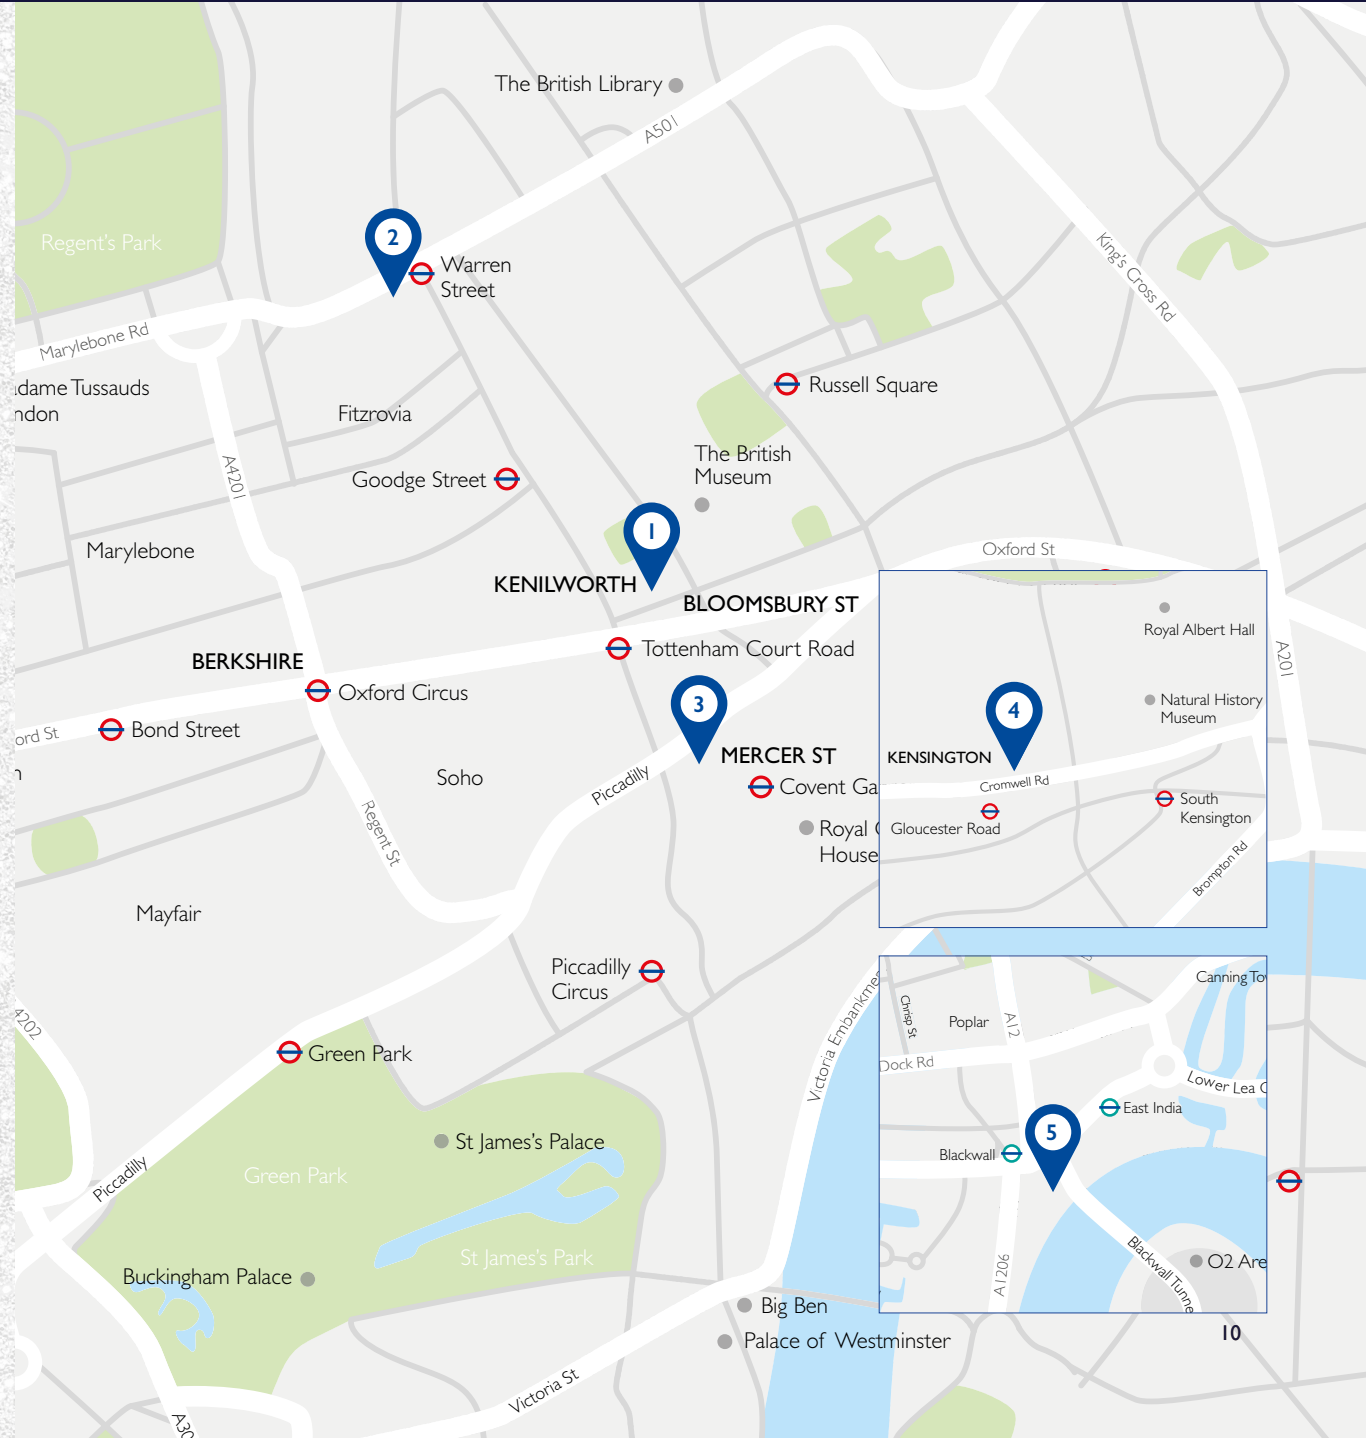 The British Library
A501
Regent's Park
2
Warren
Street
King's Cross Rd
Marylebone Rd
adame Tussauds
ndon
Fitzrovia
Russell Square
A4201
Goodge Street
The British
Museum
1
Marylebone
Oxford St
KENILWORTH
BLOOMSBURY ST
Tottenham Court Road
BERKSHIRE
Oxford Circus
Bond Street
ord St
n
3
MERCER ST
Soho
Piccadilly
Covent Ga
Royal
House
Regent St
Mayfair
A201
Royal Albert Hall
4
Natural History
Museum
KENSINGTON
Cromwell Rd
Gloucester Road
South
Kensington
Brompton Rd
Piccadilly
Circus
4202
Green Park
Victoria Embankme
St James's Palace
Green Park
Piccadilly
St James's Park
Buckingham Palace
Big Ben
Palace of Westminster
Victoria St
A30
Canning To
Chrisp St
Poplar
A12
Dock Rd
Lower Lea C
East India
5
Blackwall
A1206
Blackwall Tunne
O2 Are
10